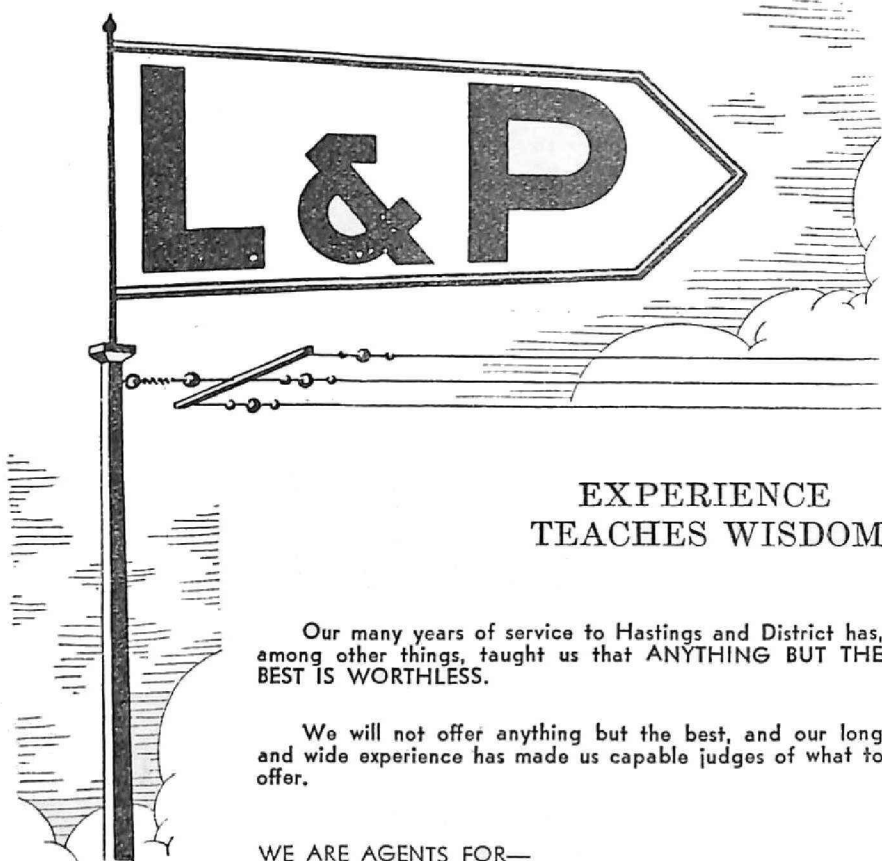 L & P
EXPERIENCE
TEACHES WISDOM
Our many years of service to Hastings and District has,
among other things, taught us that ANYTHING BUT THE
BEST IS WORTHLESS.
We will not offer anything but the best, and our long
and wide experience has made us capable judges of what to
offer.
WE ARE AGENTS FOR—